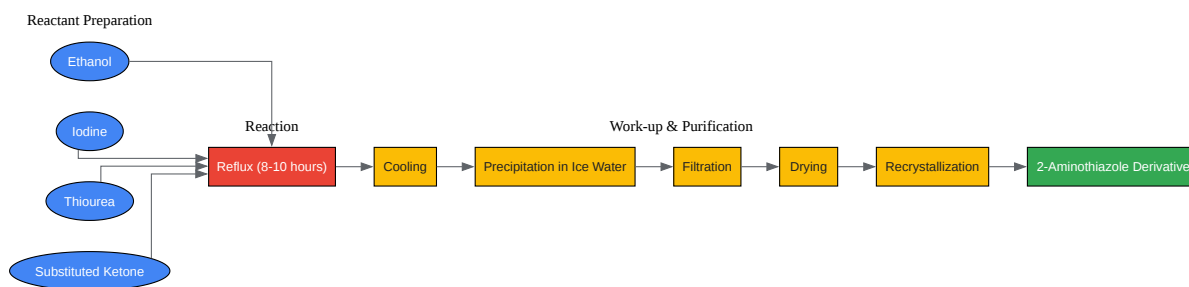 Reactant Preparation
Ethanol
Iodine
Thiourea
Substituted Ketone
Reaction
Reflux (8-10 hours)
Work-up & Purification
Cooling
Precipitation in Ice Water
Filtration
Drying
Recrystallization
2-Aminothiazole Derivative